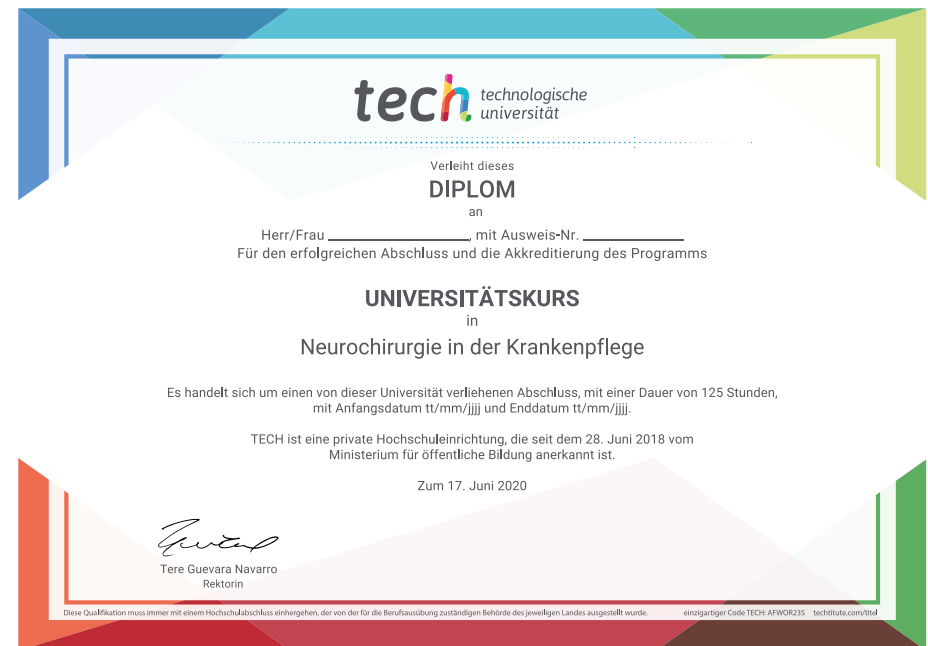 tech technologische
universität
Verleiht dieses
DIPLOM
an
Herr/Frau ____________, mit Ausweis-Nr. ____________
Für den erfolgreichen Abschluss und die Akkreditierung des Programms
UNIVERSITÄTSKURS
in
Neurochirurgie in der Krankenpflege
Es handelt sich um einen von dieser Universität verliehenen Abschluss, mit einer Dauer von 125 Stunden,
mit Anfangsdatum tt/mm/jjjj und Enddatum tt/mm/jjjj.
TECH ist eine private Hochschuleinrichtung, die seit dem 28. Juni 2018 vom
Ministerium für öffentliche Bildung anerkannt ist.
Zum 17. Juni 2020
Tere Guevara Navarro
Rektorin
Diese Qualifikation muss immer mit einem Hochschulabschluss einhergehen, der von der für die Berufsausübung zuständigen Behörde des jeweiligen Landes ausgestellt wurde. einzigartiger Code TECH: AFWOR23S techtitute.com/titel